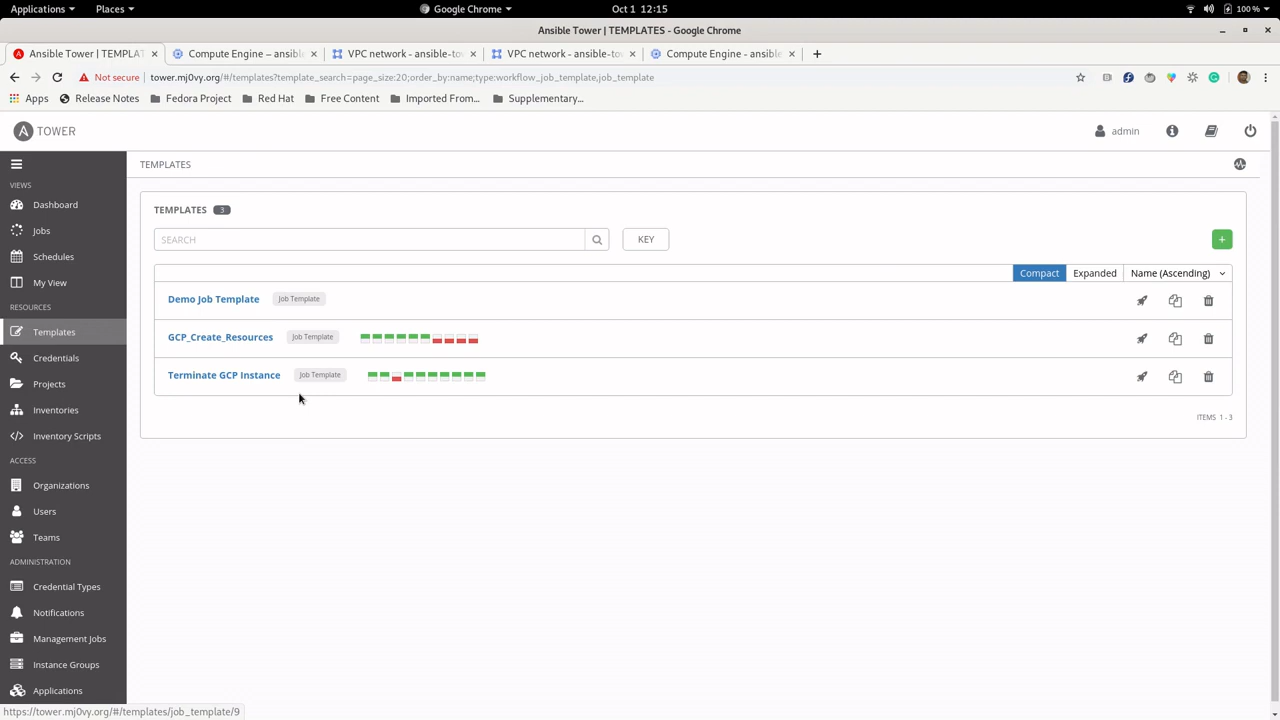 Applications Places Google Chrome Oct 1 12:15 100 %
Ansible Tower | TEMPLATES - Google Chrome
Ansible Tower | TEMPLAT Compute Engine – ansible VPC network - ansible-tow VPC network - ansible-tow Compute Engine - ansible
Not secure tower.mj0vy.org/#/templates?template_search=page_size:20;order_by:name;type:workflow_job_template,job_template
Apps Release Notes Fedora Project Red Hat Free Content Imported From... Supplementary...
A TOWER admin
VIEWS
Dashboard
Jobs
Schedules
My View
RESOURCES
Templates
Credentials
Projects
Inventories
Inventory Scripts
ACCESS
Organizations
Users
Teams
ADMINISTRATION
Credential Types
Notifications
Management Jobs
Instance Groups
Applications
TEMPLATES
TEMPLATES 3
SEARCH KEY +
Compact Expanded Name (Ascending)
Demo Job Template Job Template
GCP_Create_Resources Job Template
Terminate GCP Instance Job Template
ITEMS 1 - 3
https://tower.mj0vy.org/#/templates/job_template/9